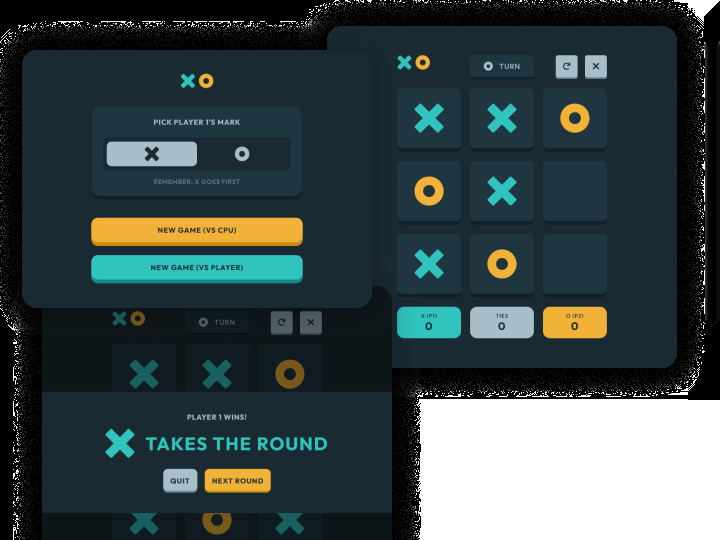 PICK PLAYER 1'S MARK
REMEMBER: X GOES FIRST
NEW GAME (VS CPU)
NEW GAME (VS PLAYER)
TURN
X (P1)
0
TIES
0
O (P2)
0
TURN
PLAYER 1 WINS!
TAKES THE ROUND
QUIT
NEXT ROUND